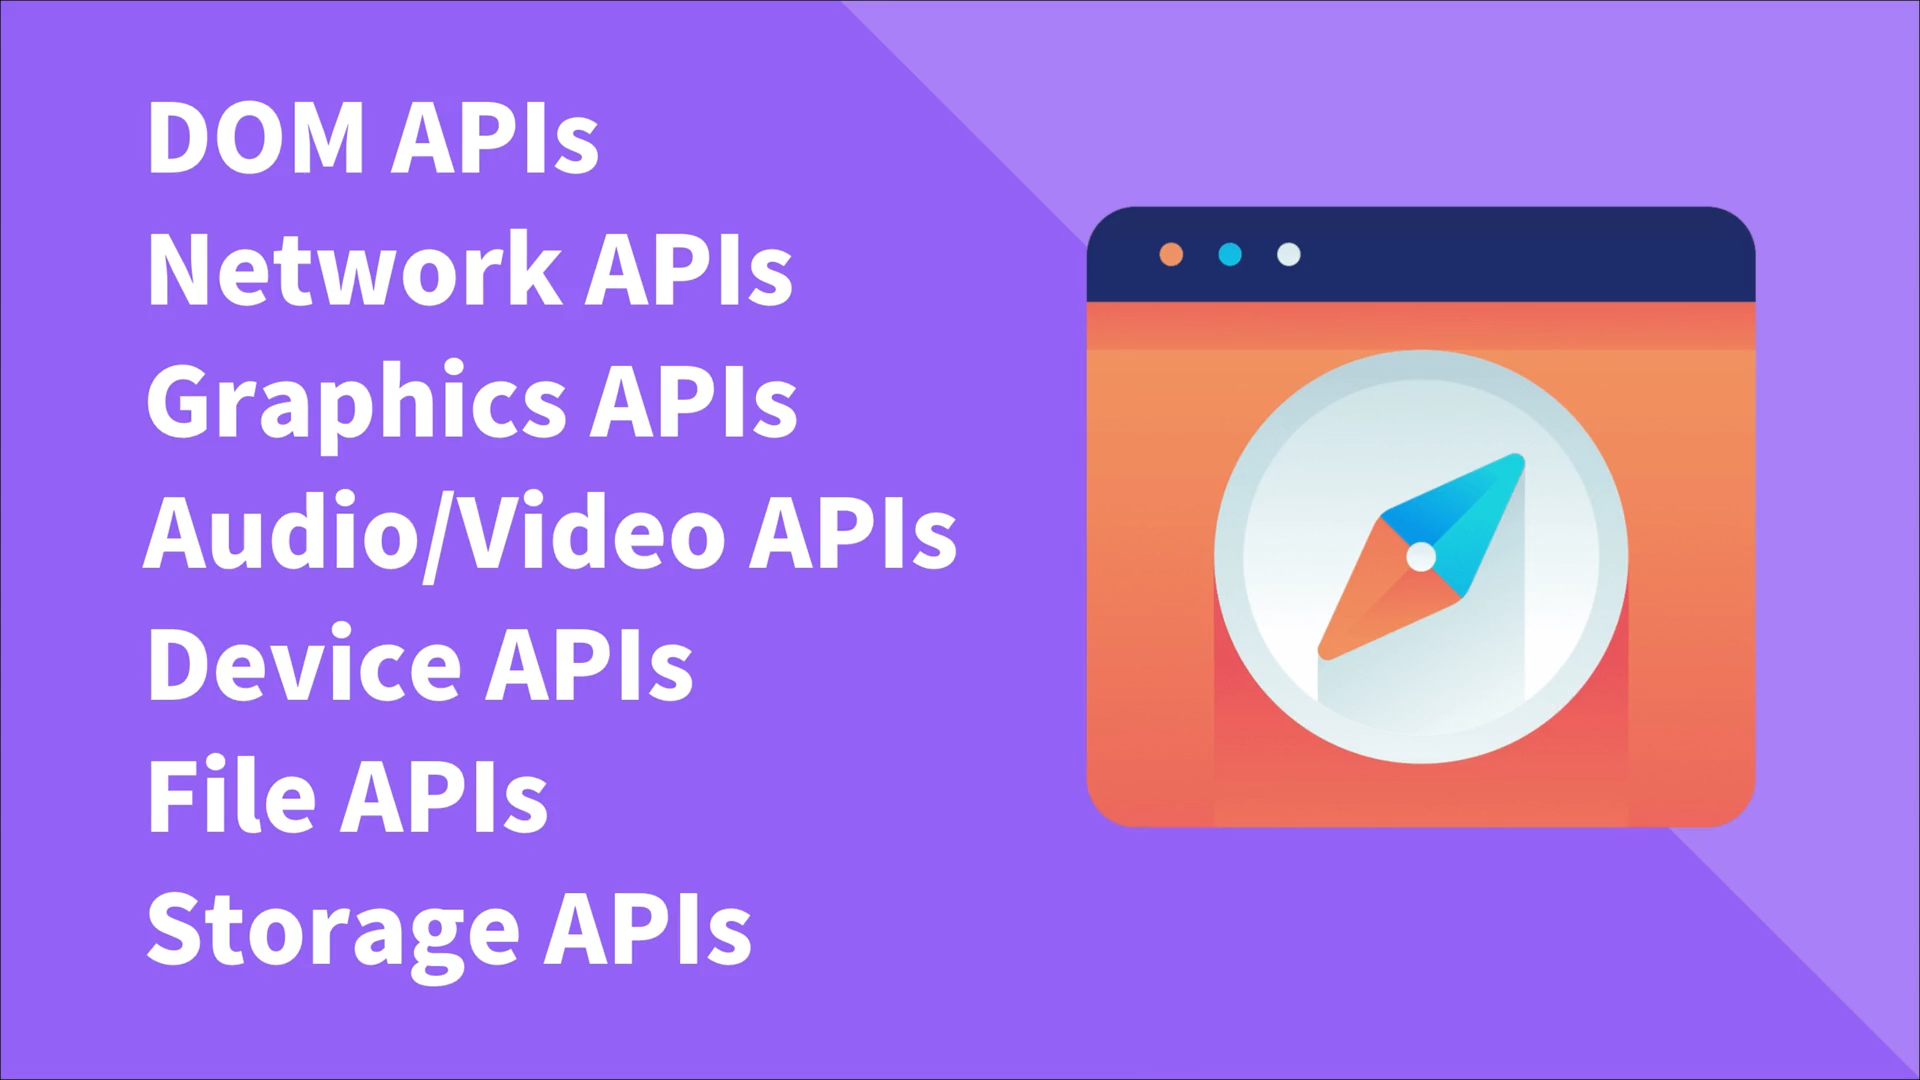 DOM APIs
Network APIs
Graphics APIs
Audio/Video APIs
Device APIs
File APIs
Storage APIs